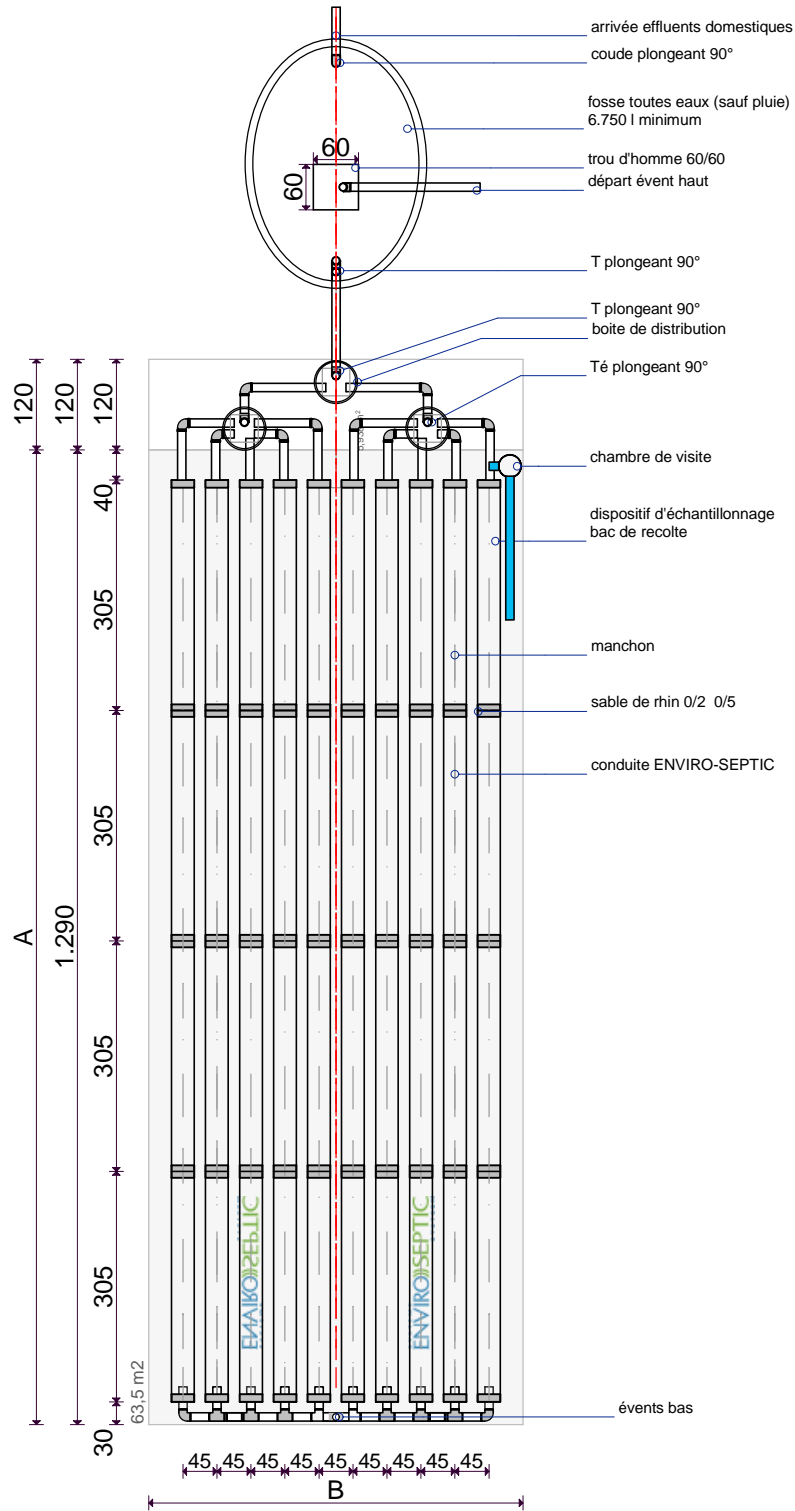 arrivée effluents domestiques
coude plongeant 90°
fosse toutes eaux (sauf pluie)
6.750 l minimum
60
trou d'homme 60/60
60
départ évent haut
T plongeant 90°
T plongeant 90°
boite de distribution
120
120
120
Té plongeant 90°
chambre de visite
40
dispositif d'échantillonnage
bac de recolte
305
manchon
sable de rhin 0/2 0/5
conduite ENVIRO-SEPTIC
305
A
1.290
305
305
ENVIRO SEPTIC
ENVIRO SEPTIC
63,5 m2
évents bas
30
45 45 45 45 45 45 45 45 45
B